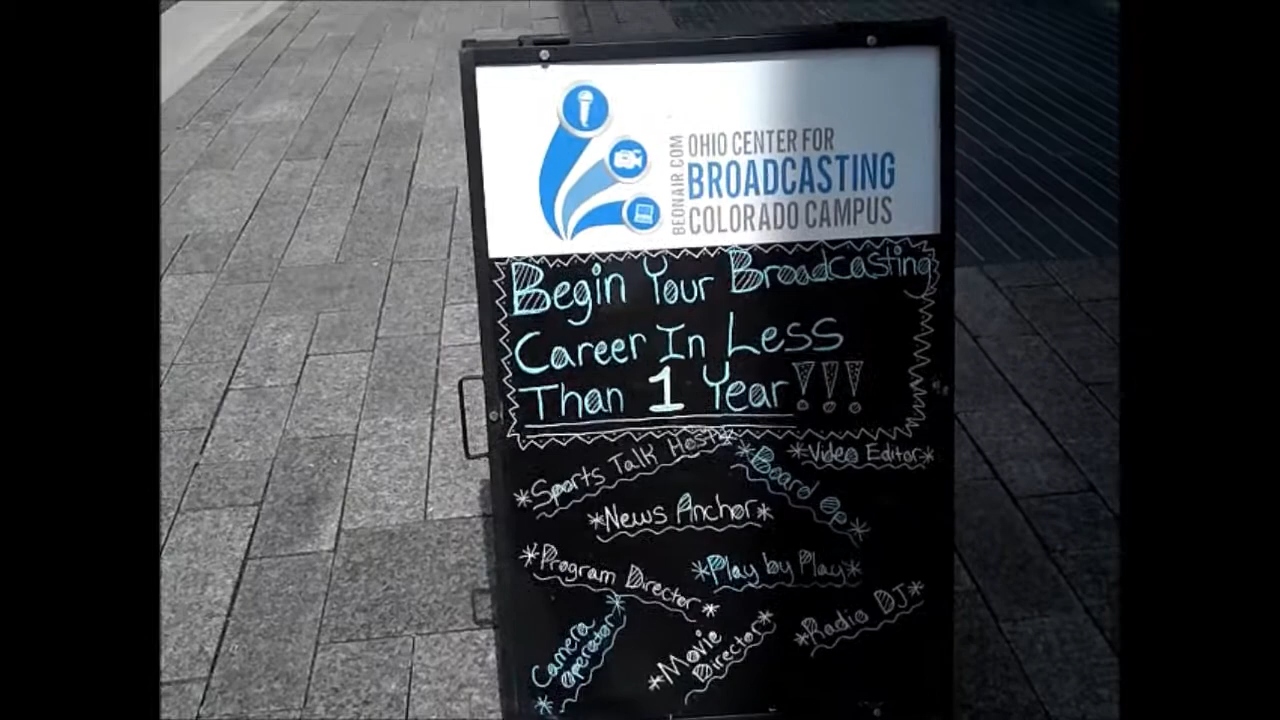 OHIO CENTER FOR
BEONAIR.COM
BROADCASTING
COLORADO CAMPUS
Begin Your Broadcasting
Career In Less
Than 1 Year!!!
*Sports Talk Host*
*Board Op*
*Video Editor*
*News Anchor*
*Program Director*
*Play by Play*
*Camera
Operator*
*Movie
Director*
*Radio DJ*